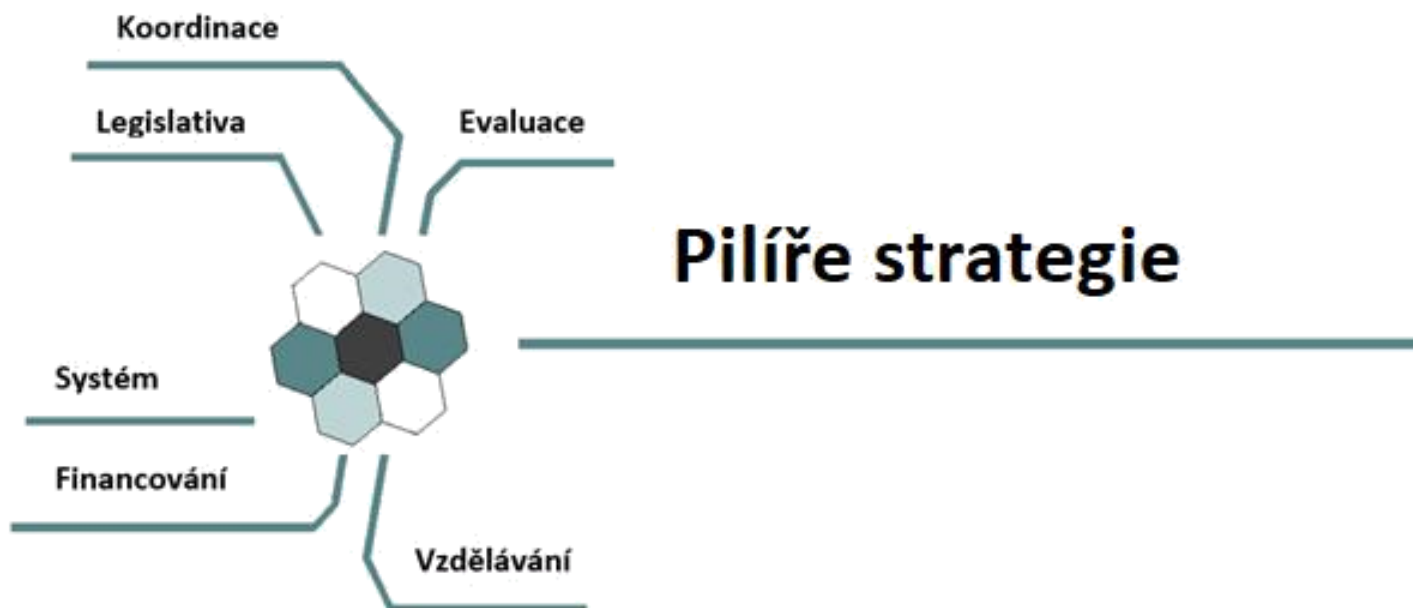 Koordinace
Legislativa
Evaluace
Pilíře strategie
Systém
Financování
Vzdělávání